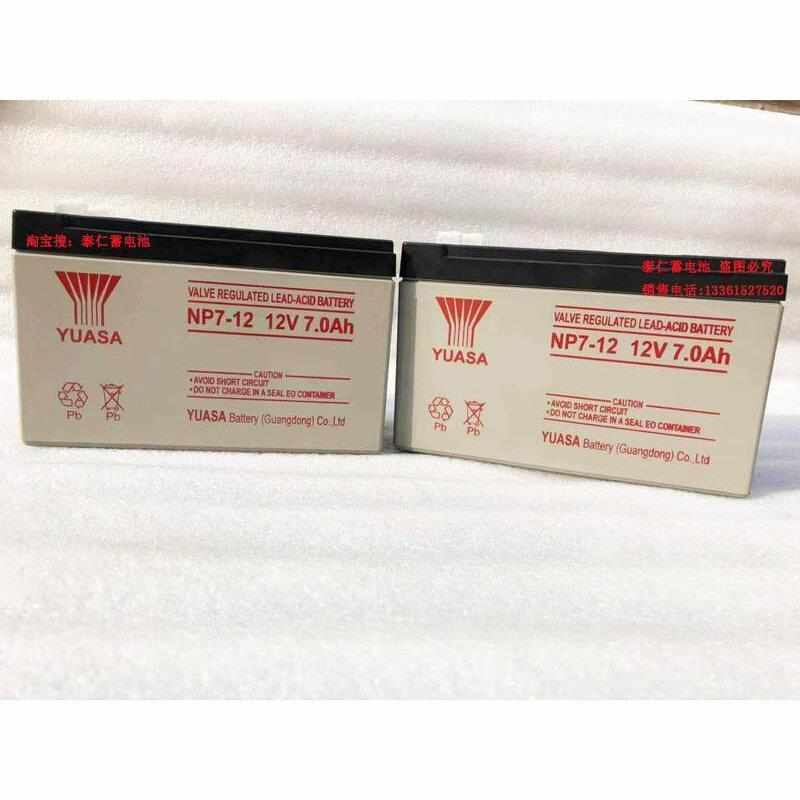 淘宝搜：泰仁蓄电池
YUASA
VALVE REGULATED LEAD-ACID BATTERY
NP7-12 12V 7.0Ah
CAUTION
• AVOID SHORT CIRCUIT
• DO NOT CHARGE IN A SEAL EO CONTAINER
Pb Pb
YUASA Battery (Guangdong) Co.,Ltd
泰仁蓄电池 盗图必究
销售电话:13361527520
YUASA
VALVE REGULATED LEAD-ACID BATTERY
NP7-12 12V 7.0Ah
CAUTION
• AVOID SHORT CIRCUIT
• DO NOT CHARGE IN A SEAL EO CONTAINER
Pb Pb
YUASA Battery (Guangdong) Co.,Ltd